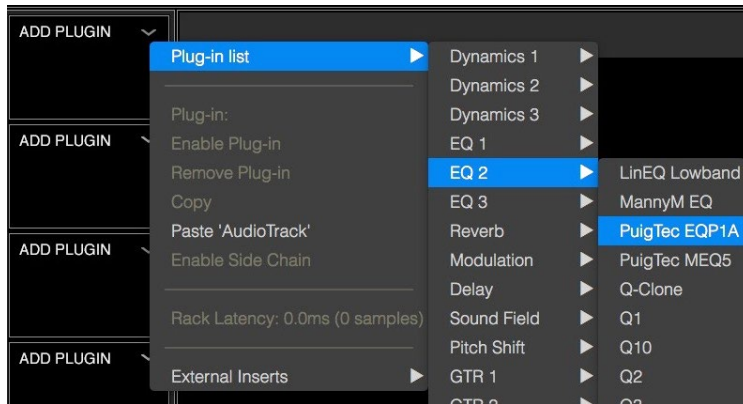 ADD PLUGIN
ADD PLUGIN
ADD PLUGIN
ADD PLUGIN
Plug-in list
Plug-in:
Enable Plug-in
Remove Plug-in
Copy
Paste 'AudioTrack'
Enable Side Chain
Rack Latency: 0.0ms (0 samples)
External Inserts
Dynamics 1
Dynamics 2
Dynamics 3
EQ 1
EQ 2
EQ 3
Reverb
Modulation
Delay
Sound Field
Pitch Shift
GTR 1
GTR 2
LinEQ Lowband
MannyM EQ
PuigTec EQP1A
PuigTec MEQ5
Q-Clone
Q1
Q10
Q2
Q3